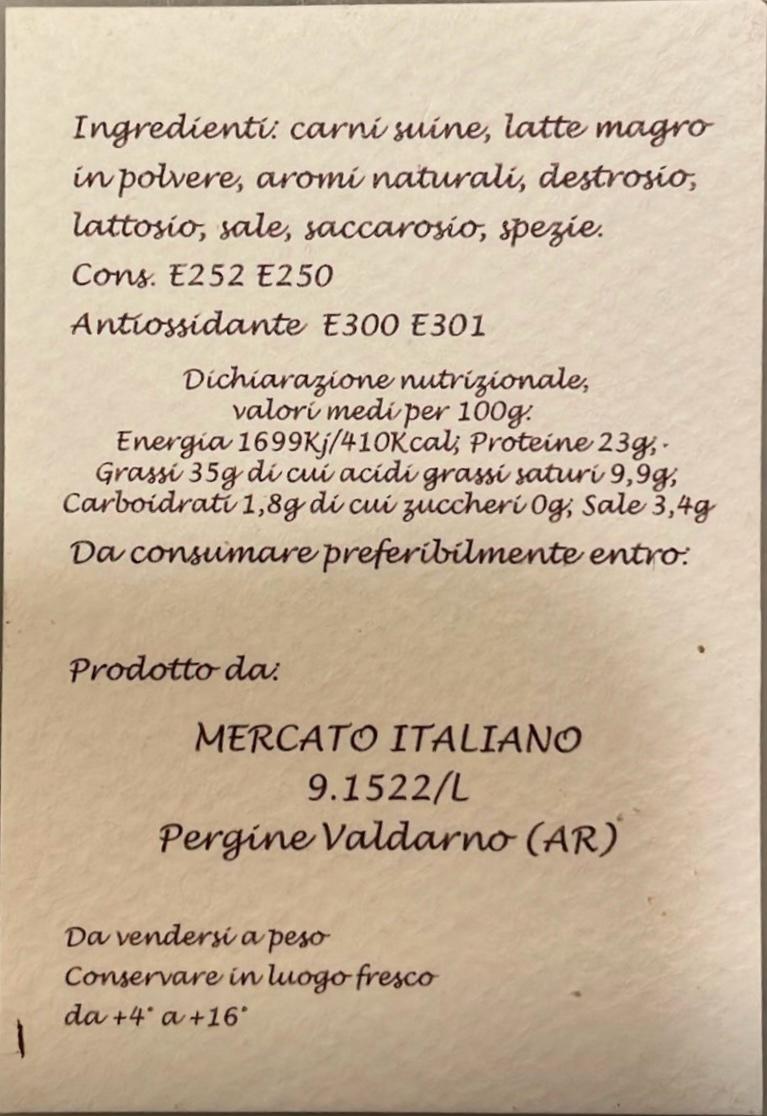 Ingredienti: carni suine, latte magro
in polvere, aromi naturali, destrosio,
lattosio, sale, saccarosio, spezie.
Cons. E252 E250
Antiossidante E300 E301
Dichiarazione nutrizionale,
valori medi per 100g:
Energia 1699Kj/410Kcal; Proteine 23g;
Grassi 35g di cui acidi grassi saturi 9,9g;
Carboidrati 1,8g di cui zuccheri 0g; Sale 3,4g
Da consumare preferibilmente entro:
Prodotto da:
MERCATO ITALIANO
9.1522/L
Pergine Valdarno (AR)
Da vendersi a peso
Conservare in luogo fresco
da +4° a +16°